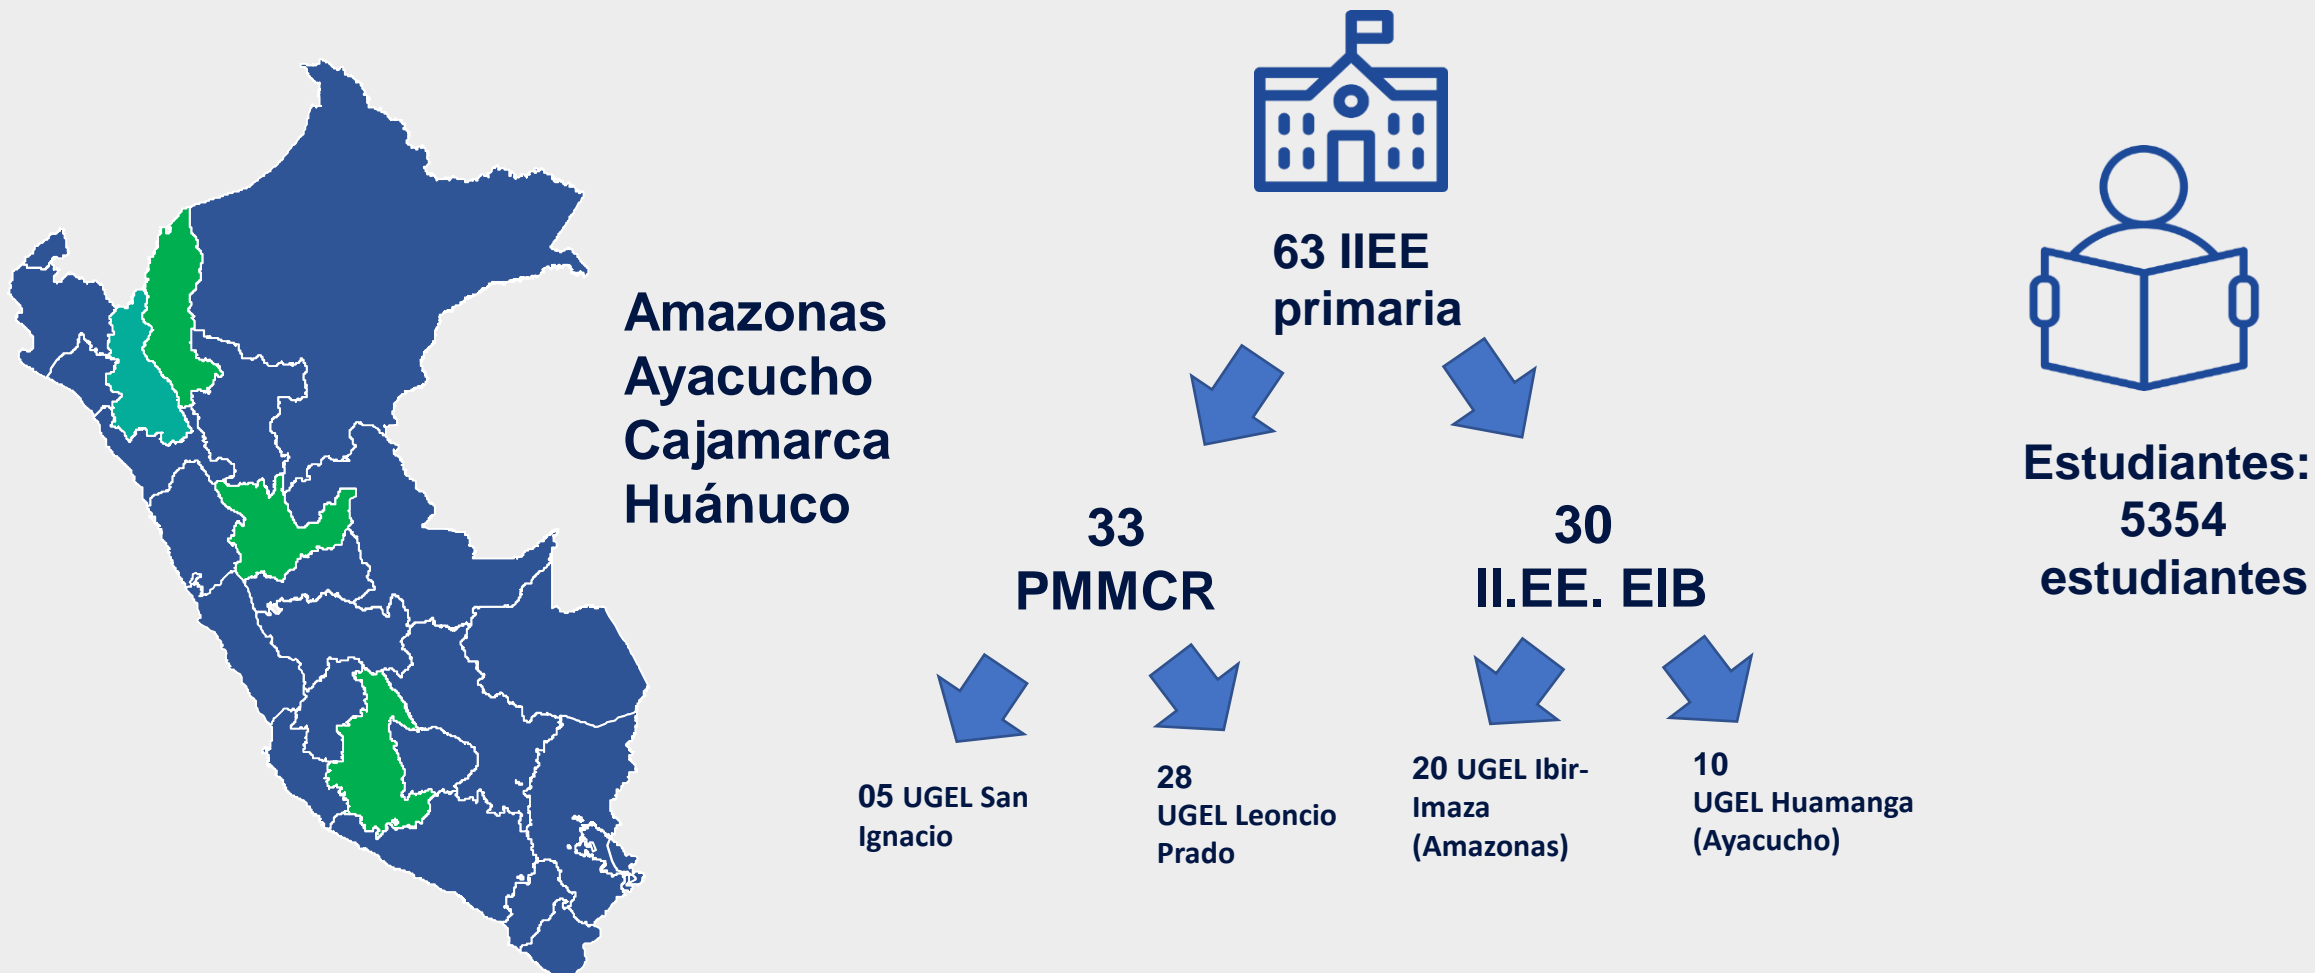 Amazonas
Ayacucho
Cajamarca
Huánuco
63 IIEE
primaria
33
PMMCR
30
II.EE. EIB
05 UGEL San
Ignacio
28
UGEL Leoncio
Prado
20 UGEL Ibir-
Imaza
(Amazonas)
10
UGEL Huamanga
(Ayacucho)
Estudiantes:
5354
estudiantes